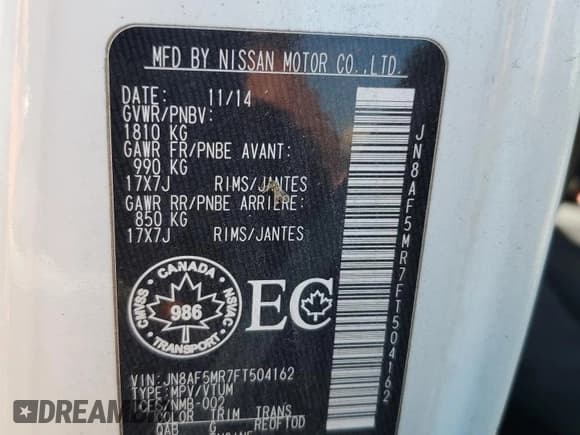 MFD BY NISSAN MOTOR CO.,LTD.
DATE: 11/14
GVWR/PNBV:
1810 KG
GAWR FR/PNBE AVANT:
990 KG
17X7J RIMS/JANTES
GAWR RR/PNBE ARRIERE:
850 KG
17X7J RIMS/JANTES
CANADA
CMVSS
NSVAC
986
TRANSPORT
EC
VIN: JN8AF5MR7FT504162
TYPE: MPV/VTUM
ICES/NMB-002
COLOR TRIM TRANS
QAB G RE0F10D
JN8AF5MR7FT504162